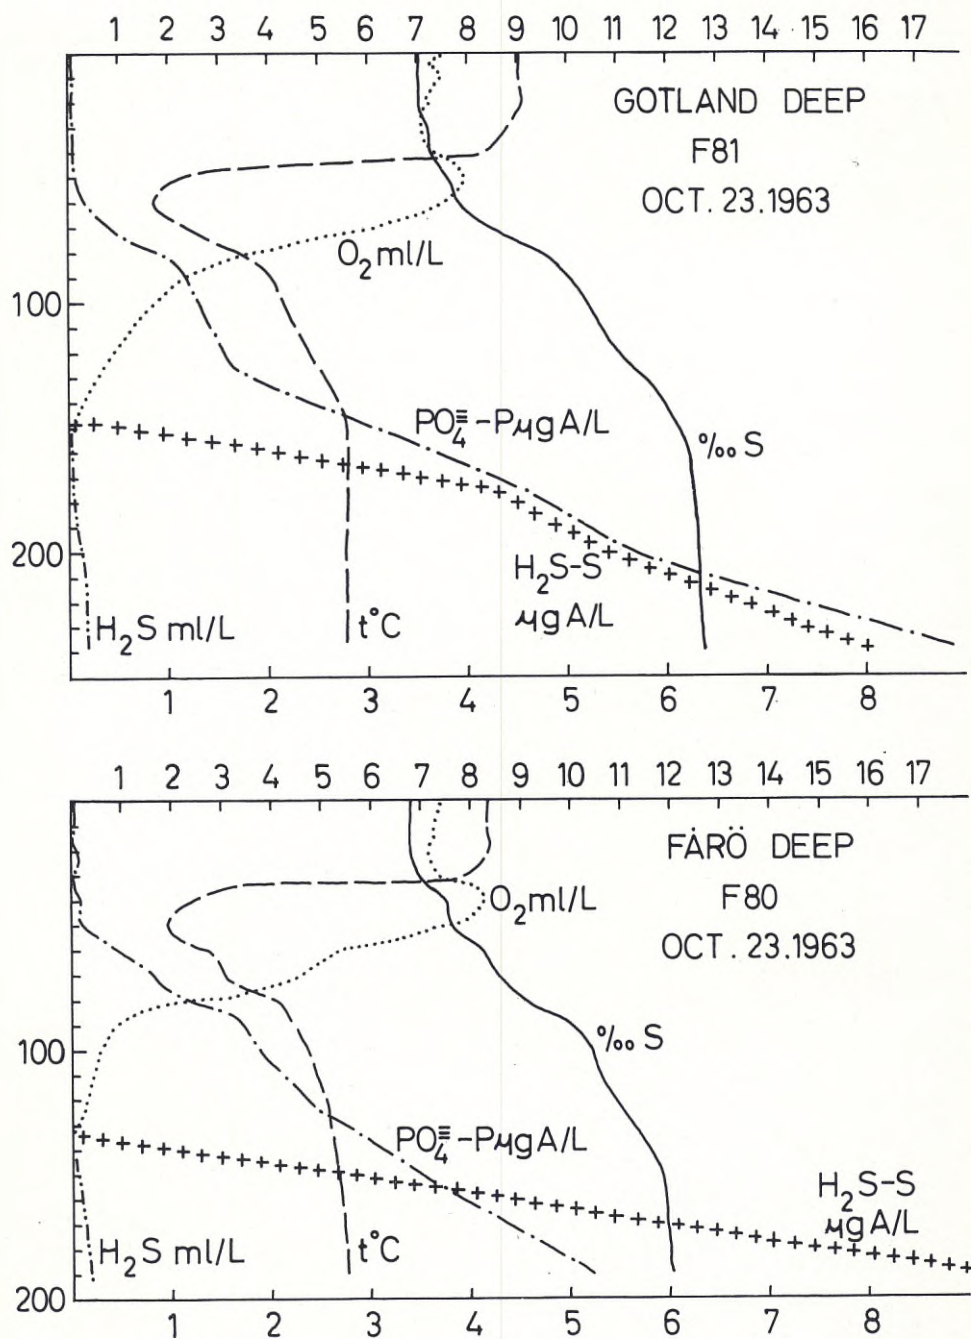 1 2 3 4 5 6 7 8 9 10 11 12 13 14 15 16 17
GOTLAND DEEP
F81
OCT. 23.1963
O₂ ml/L
100
PO₄≡-PµgA/L
‰ S
200
H₂S-S
µgA/L
H₂S ml/L
t°C
1 2 3 4 5 6 7 8
1 2 3 4 5 6 7 8 9 10 11 12 13 14 15 16 17
FÅRÖ DEEP
F80
OCT. 23.1963
O₂ ml/L
‰ S
100
PO₄≡-PµgA/L
H₂S-S
µgA/L
H₂S ml/L
t°C
200
1 2 3 4 5 6 7 8